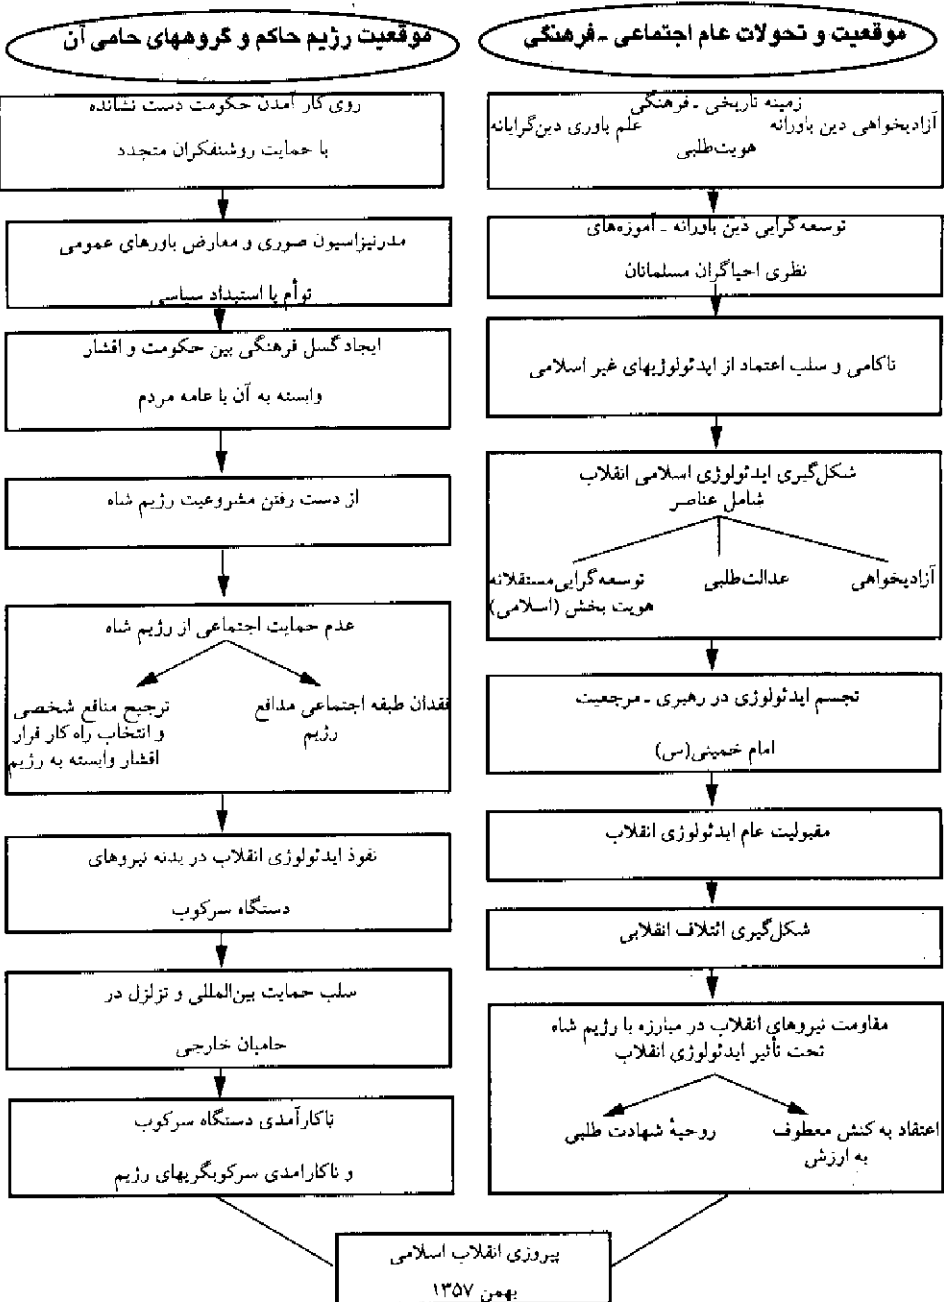 موقعیت و تحولات عام اجتماعی ـ فرهنگی
زمینه تاریخی ـ فرهنگی
آزادیخواهی دین باورانه علم باوری دین‌گرایانه
هویت‌طلبی
توسعه‌گرایی دین باورانه ـ آموزه‌های
نظری احیاگران مسلمانان
ناکامی و سلب اعتماد از ایدئولوژیهای غیر اسلامی
شکل‌گیری ایدئولوژی اسلامی انقلاب
شامل عناصر
آزادیخواهی
عدالت‌طلبی
توسعه‌گرایی مستقلانه
هویت بخش (اسلامی)
تجسم ایدئولوژی در رهبری ـ مرجعیت
امام خمینی(س)
مقبولیت عام ایدئولوژی انقلاب
شکل‌گیری ائتلاف انقلابی
مقاومت نیروهای انقلاب در مبارزه با رژیم شاه
تحت تأثیر ایدئولوژی انقلاب
اعتقاد به کنش معطوف
به ارزش
روحیهٔ شهادت طلبی
موقعیت رژیم حاکم و گروههای حامی آن
روی کار آمدن حکومت دست نشانده
با حمایت روشنفکران متجدد
مدرنیزاسیون صوری و معارض باورهای عمومی
توأم با استبداد سیاسی
ایجاد گسل فرهنگی بین حکومت و اقشار
وابسته به آن با عامه مردم
از دست رفتن مشروعیت رژیم شاه
عدم حمایت اجتماعی از رژیم شاه
فقدان طبقه اجتماعی مدافع
رژیم
ترجیح منافع شخصی
و انتخاب راه کار فرار
اقشار وابسته به رژیم
نفوذ ایدئولوژی انقلاب در بدنه نیروهای
دستگاه سرکوب
سلب حمایت بین‌المللی و تزلزل در
حامیان خارجی
ناکارآمدی دستگاه سرکوب
و ناکارامدی سرکوبگریهای رژیم
پیروزی انقلاب اسلامی
بهمن ۱۳۵۷